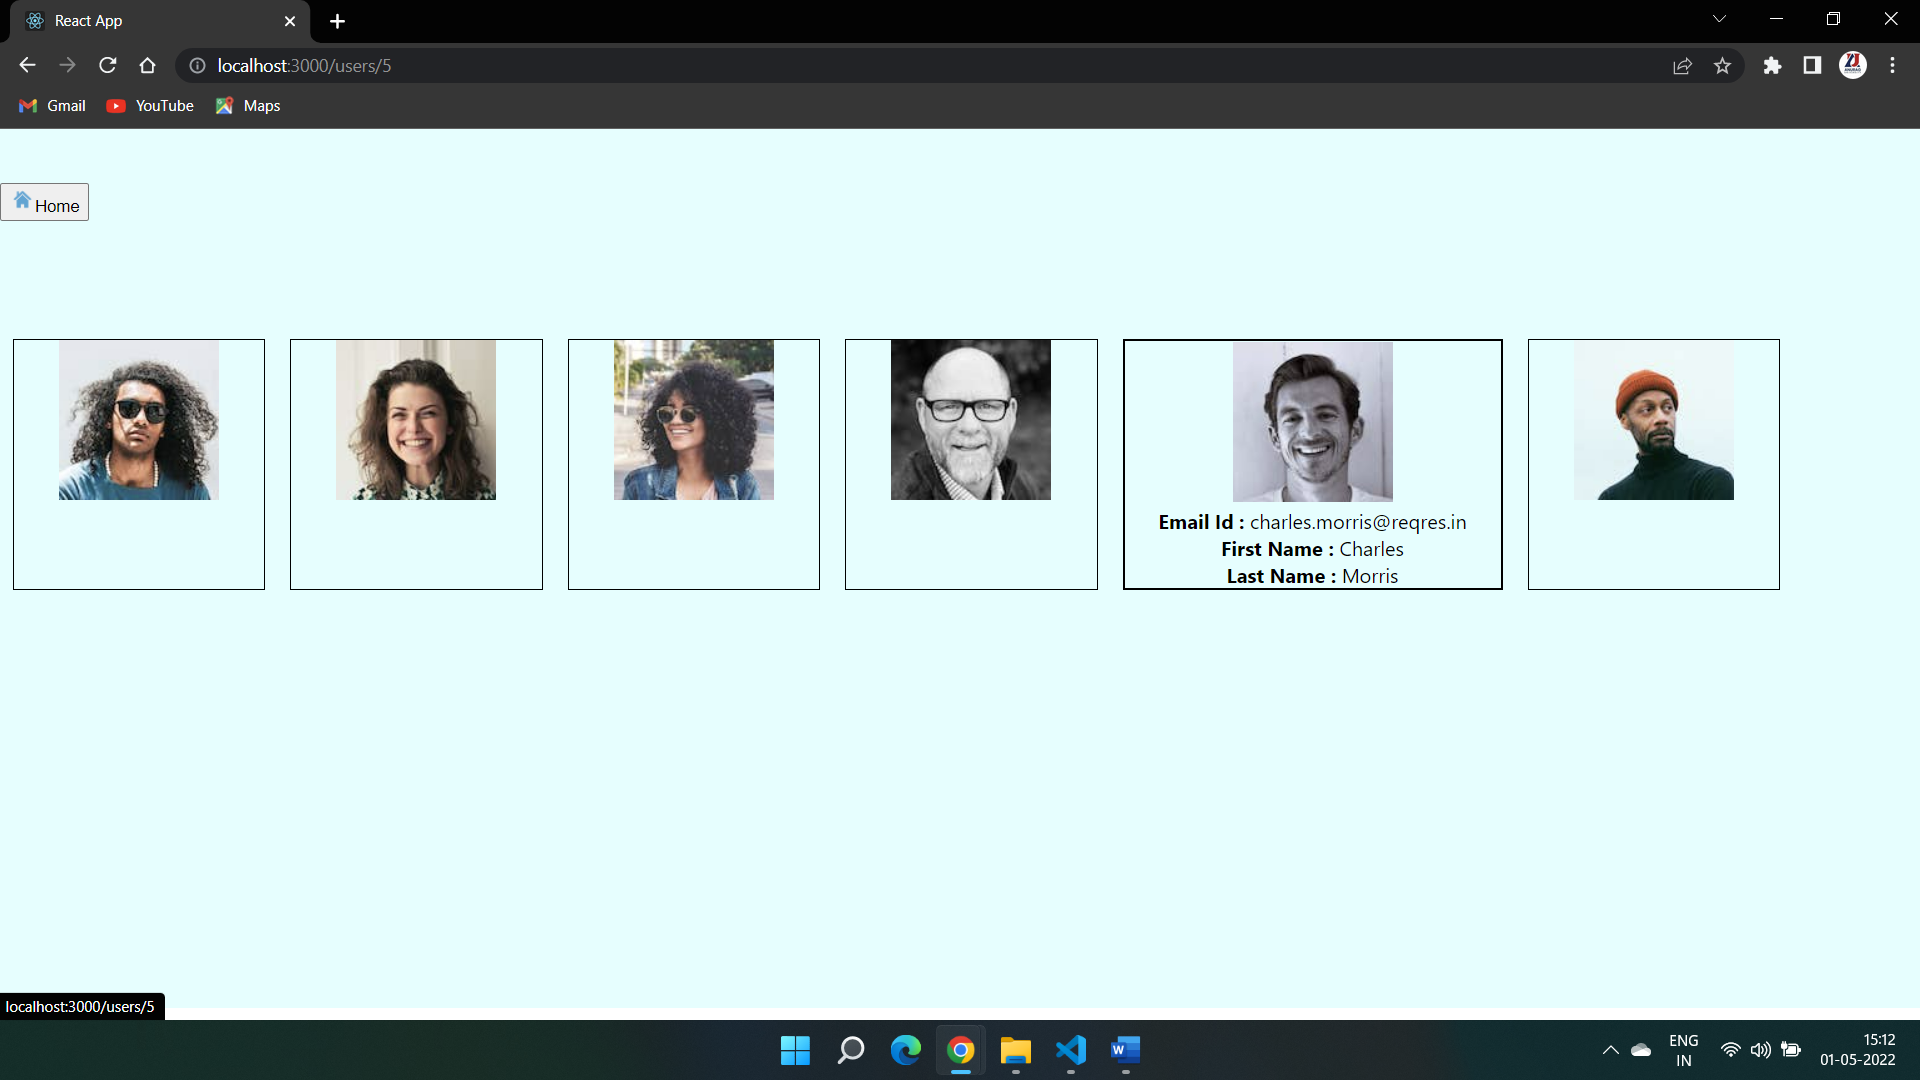 React App
localhost:3000/users/5
Gmail YouTube Maps
Home
Email Id : charles.morris@reqres.in
First Name : Charles
Last Name : Morris
localhost:3000/users/5
ENG
IN
15:12
01-05-2022